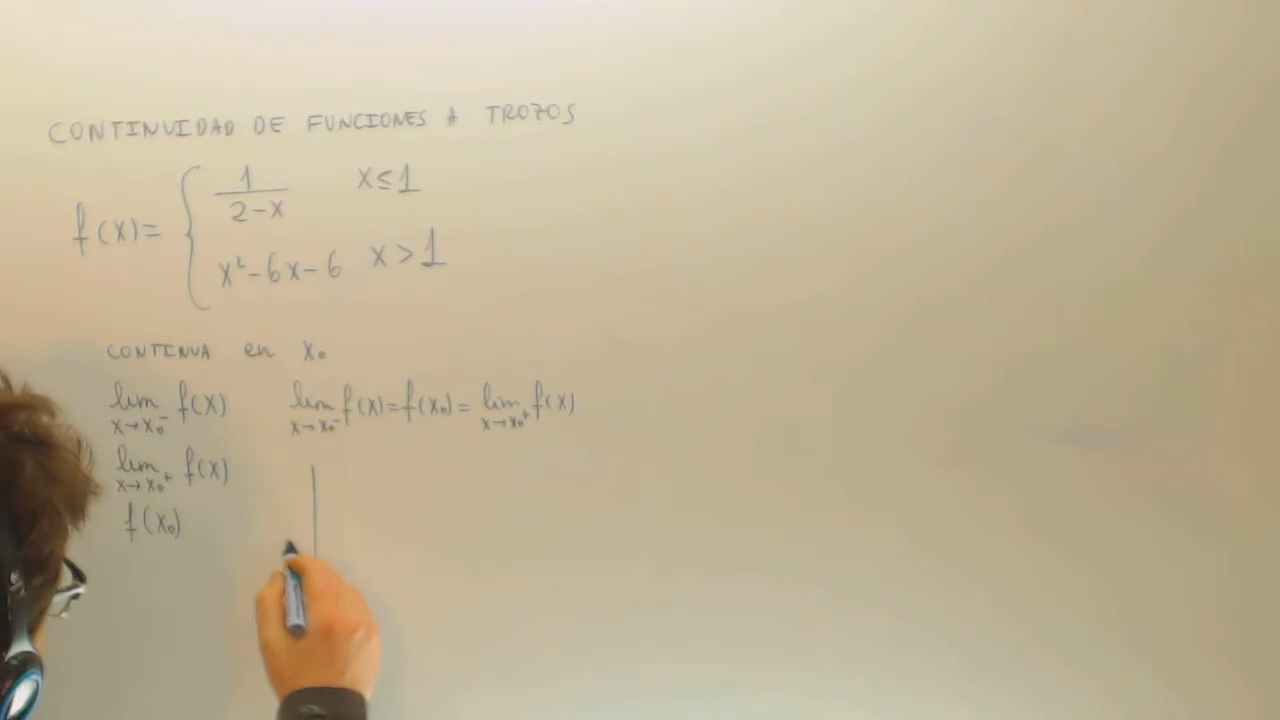 CONTINUIDAD DE FUNCIONES A TROZOS
f(x)= { 1/(2-x)   x≤1
x²-6x-6   x>1
CONTINUA en x₀
lim x→x₀⁻ f(x)   lim x→x₀⁻ f(x)=f(x₀)= lim x→x₀⁺ f(x)
lim x→x₀⁺ f(x)
f(x₀)